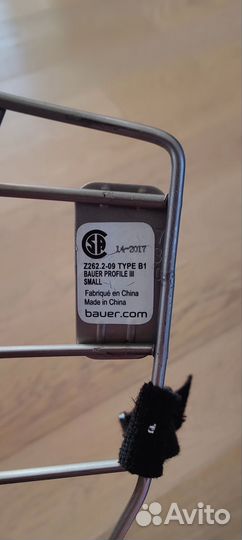 CSA
14-2017
Z262.2-09 TYPE B1
BAUER PROFILE III
SMALL
Fabriqué en China
Made in China
bauer.com
Avito